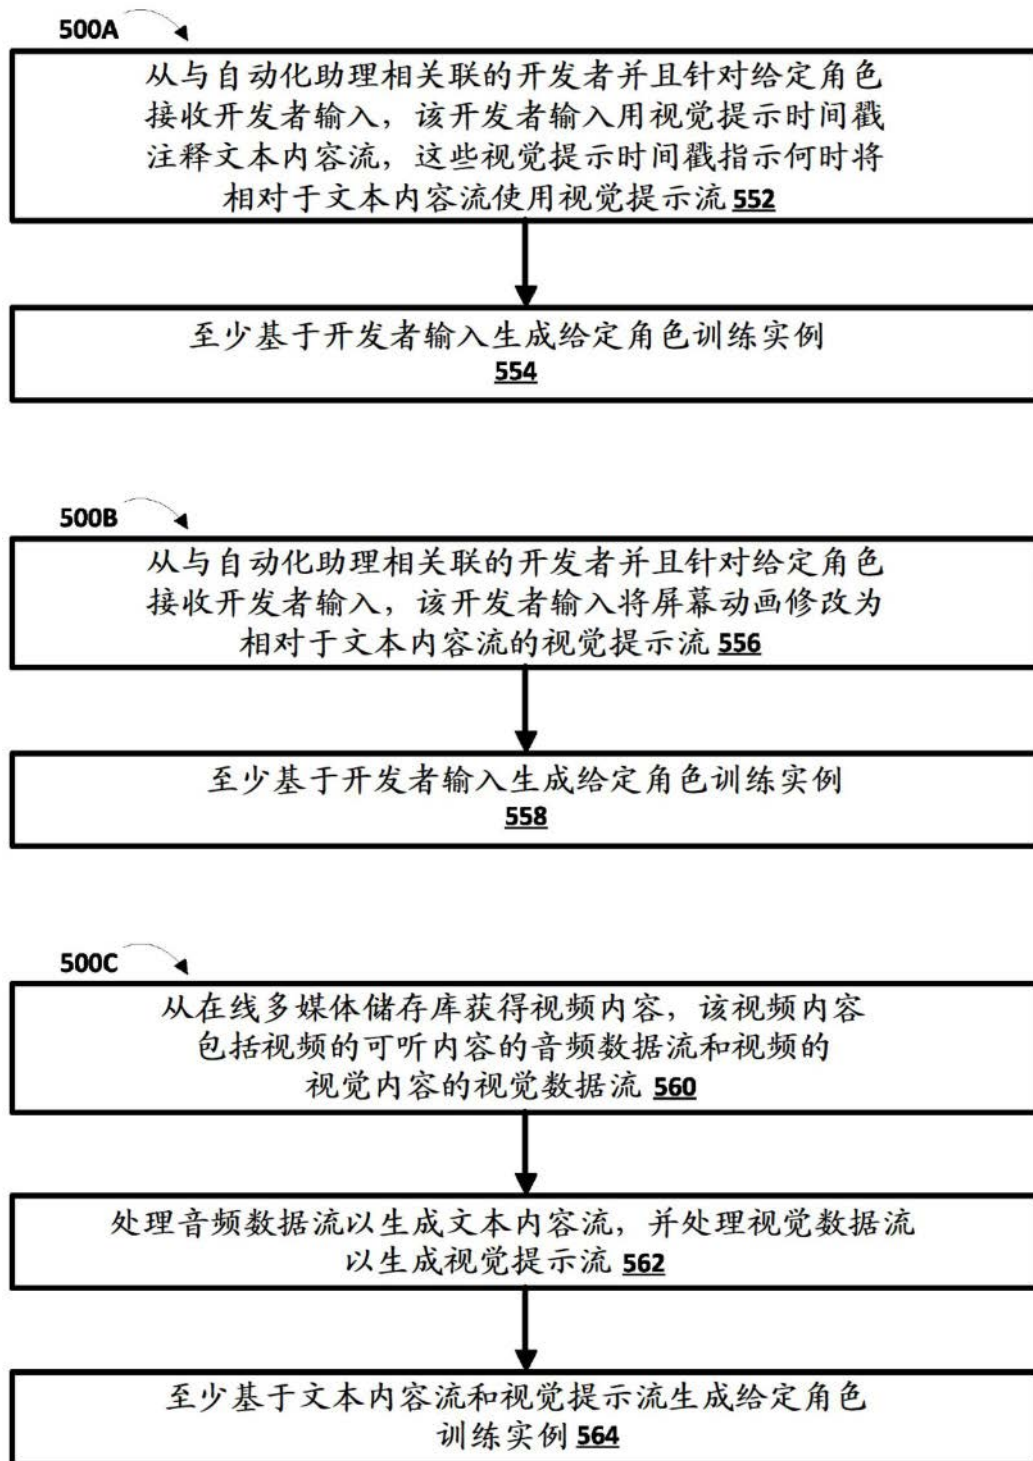 500A
从与自动化助理相关联的开发者并且针对给定角色
接收开发者输入，该开发者输入用视觉提示时间戳
注释文本内容流，这些视觉提示时间戳指示何时将
相对于文本内容流使用视觉提示流 552
至少基于开发者输入生成给定角色训练实例
554
500B
从与自动化助理相关联的开发者并且针对给定角色
接收开发者输入，该开发者输入将屏幕动画修改为
相对于文本内容流的视觉提示流 556
至少基于开发者输入生成给定角色训练实例
558
500C
从在线多媒体储存库获得视频内容，该视频内容
包括视频的可听内容的音频数据流和视频的
视觉内容的视觉数据流 560
处理音频数据流以生成文本内容流，并处理视觉数据流
以生成视觉提示流 562
至少基于文本内容流和视觉提示流生成给定角色
训练实例 564